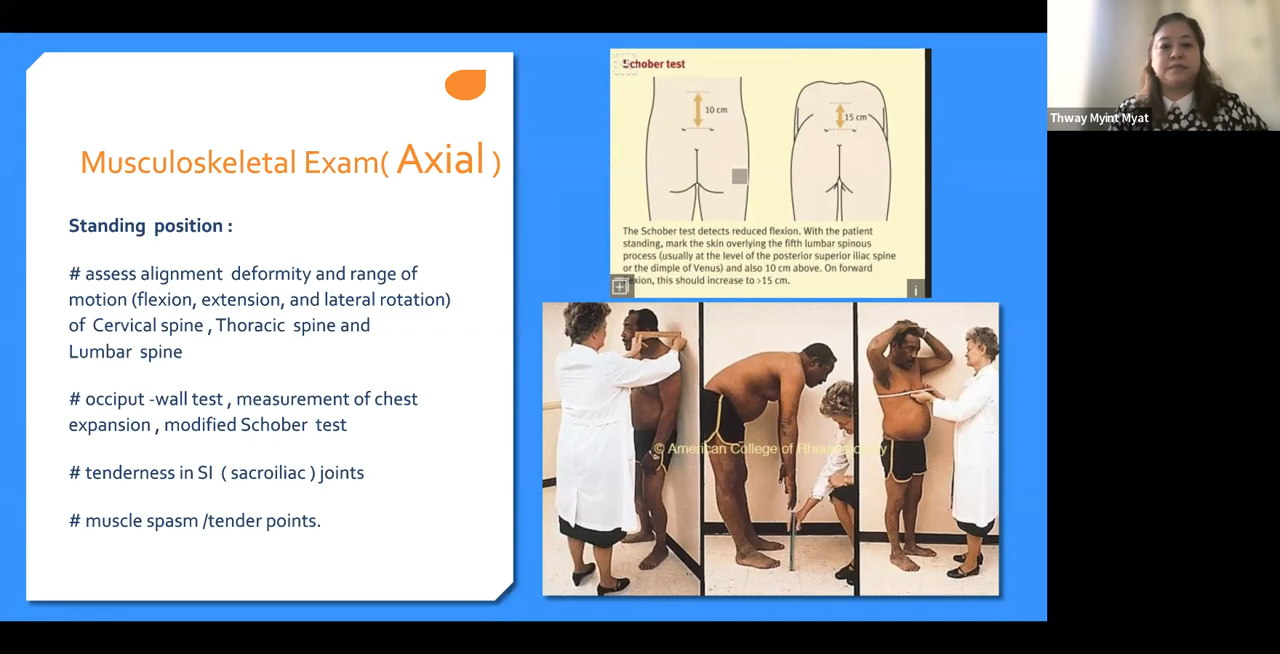 Musculoskeletal Exam( Axial )
Standing position :
# assess alignment deformity and range of
motion (flexion, extension, and lateral rotation)
of Cervical spine , Thoracic spine and
Lumbar spine
# occiput -wall test , measurement of chest
expansion , modified Schober test
# tenderness in SI ( sacroiliac ) joints
# muscle spasm /tender points.
Schober test
10 cm
15 cm
The Schober test detects reduced flexion. With the patient
standing, mark the skin overlying the fifth lumbar spinous
process (usually at the level of the posterior superior iliac spine
or the dimple of Venus) and also 10 cm above. On forward
flexion, this should increase to >15 cm.
© American College of Rheumatology
Thway Myint Myat